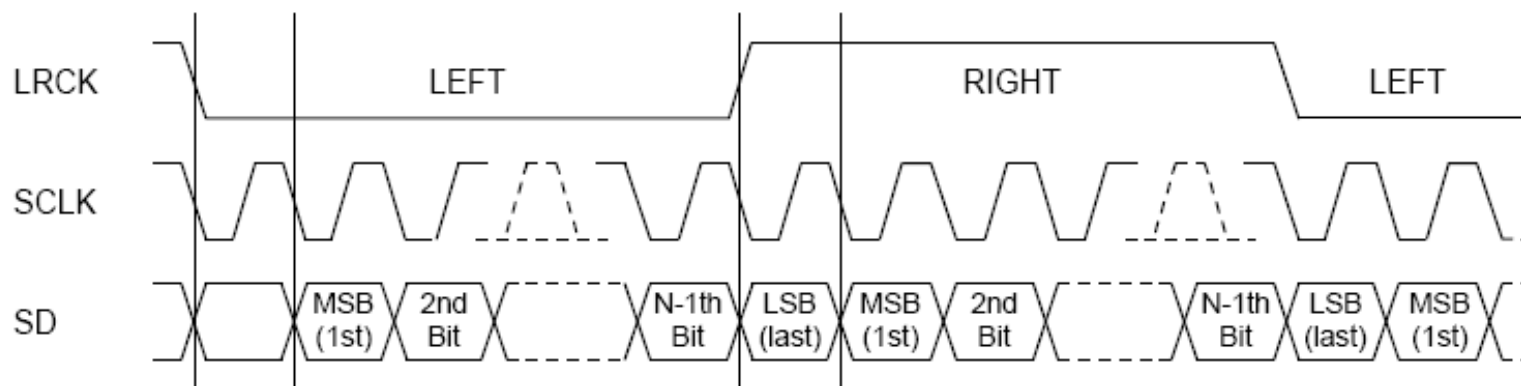 LRCK
LEFT
RIGHT
LEFT
SCLK
SD
MSB
(1st)
2nd
Bit
N-1th
Bit
LSB
(last)
MSB
(1st)
2nd
Bit
N-1th
Bit
LSB
(last)
MSB
(1st)